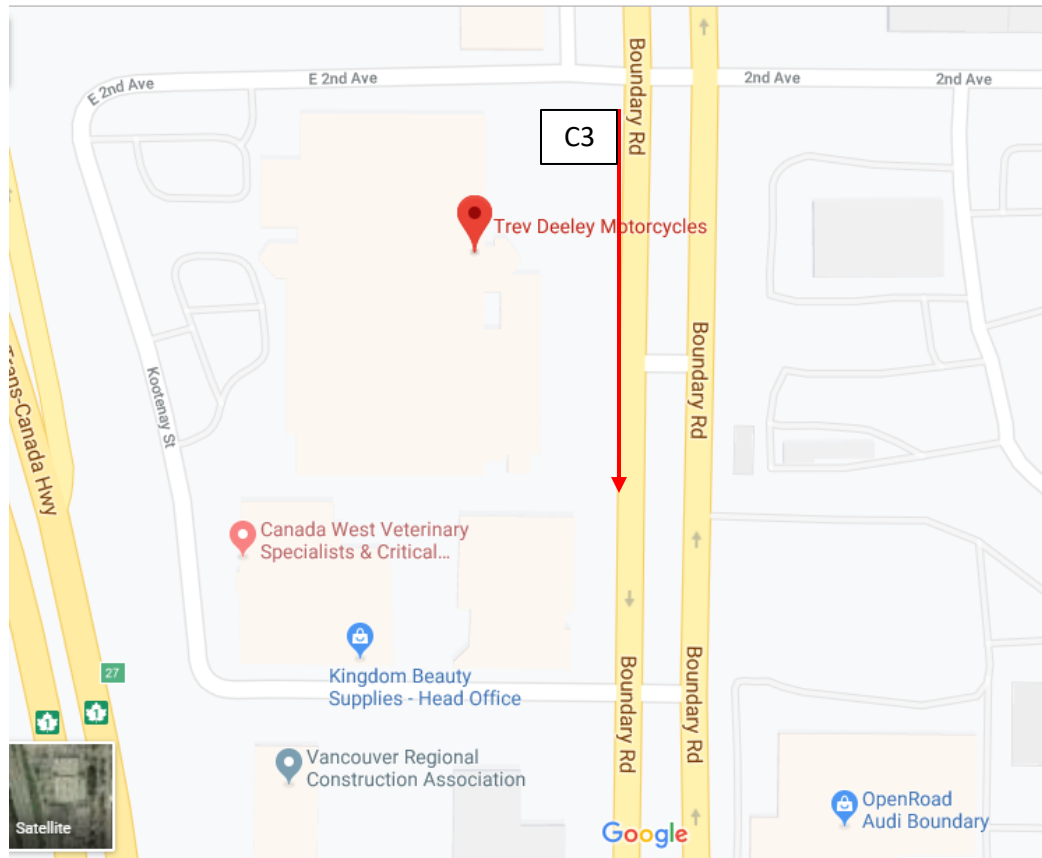 E 2nd Ave
E 2nd Ave
Boundary Rd
2nd Ave
2nd Ave
C3
Trev Deeley Motorcycles
Boundary Rd
Kootenay St
Trans-Canada Hwy
Canada West Veterinary
Specialists & Critical...
Kingdom Beauty
Supplies - Head Office
Boundary Rd
Boundary Rd
27
1
1
Vancouver Regional
Construction Association
OpenRoad
Audi Boundary
Satellite
Google